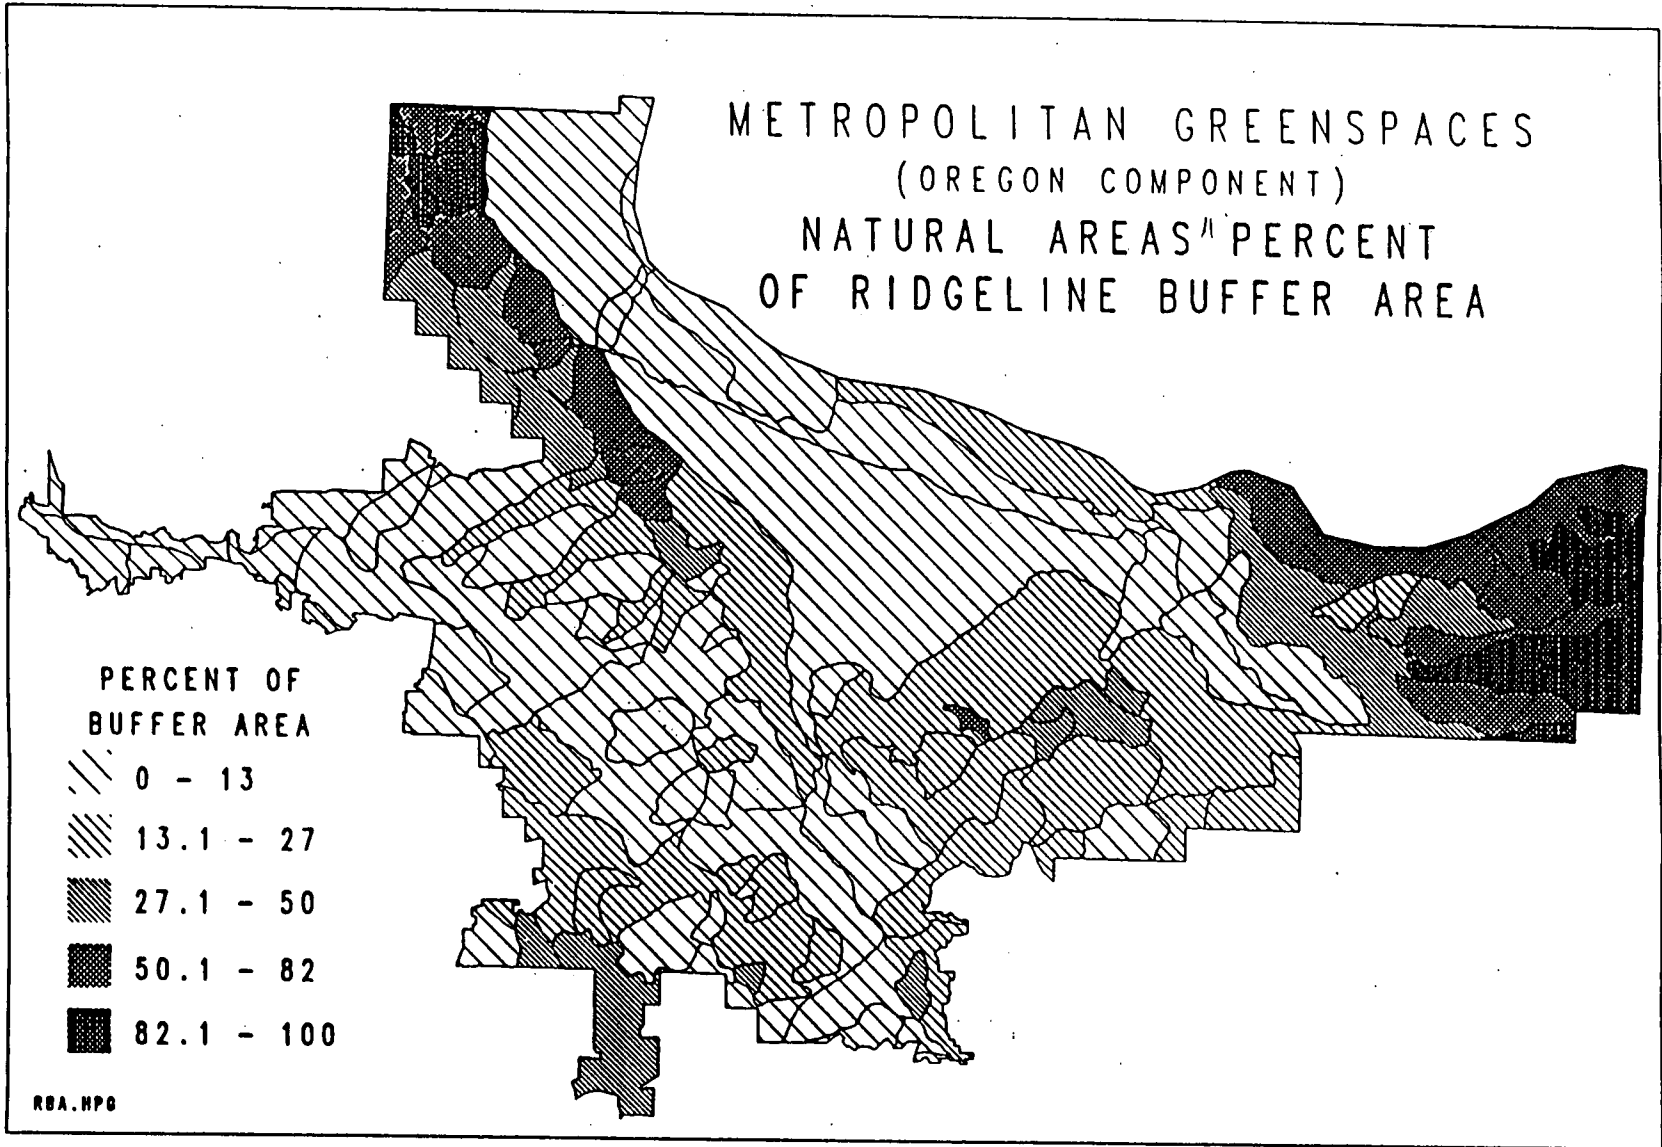 METROPOLITAN GREENSPACES
(OREGON COMPONENT)
NATURAL AREAS" PERCENT
OF RIDGELINE BUFFER AREA
PERCENT OF
BUFFER AREA
0 - 13
13.1 - 27
27.1 - 50
50.1 - 82
82.1 - 100
RBA.HPG